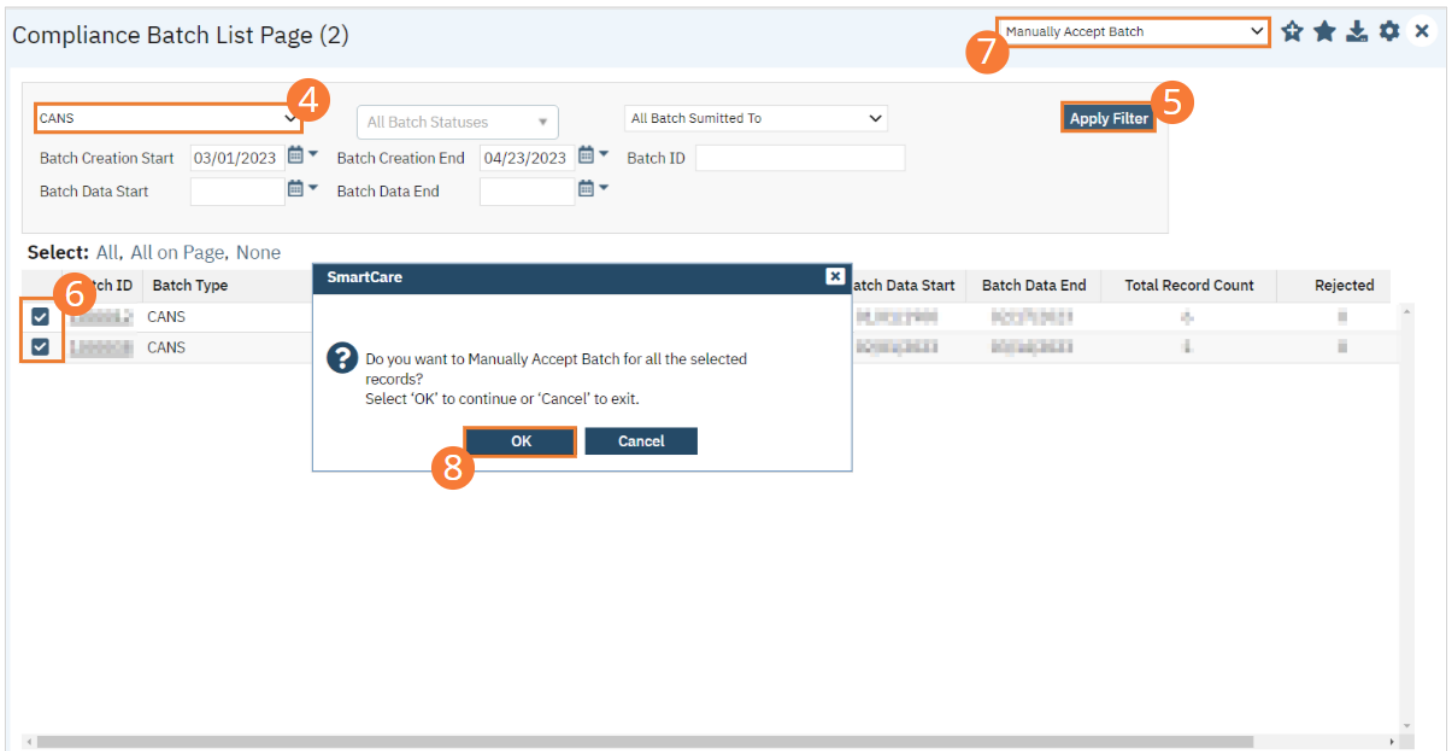 Compliance Batch List Page (2)
Manually Accept Batch
7
CANS
4
All Batch Statuses
All Batch Sumitted To
Apply Filter
5
Batch Creation Start 03/01/2023 Batch Creation End 04/23/2023 Batch ID
Batch Data Start Batch Data End
Select: All, All on Page, None
6 tch ID Batch Type atch Data Start Batch Data End Total Record Count Rejected
CANS
CANS
SmartCare
Do you want to Manually Accept Batch for all the selected
records?
Select ‘OK’ to continue or ‘Cancel’ to exit.
OK Cancel
8